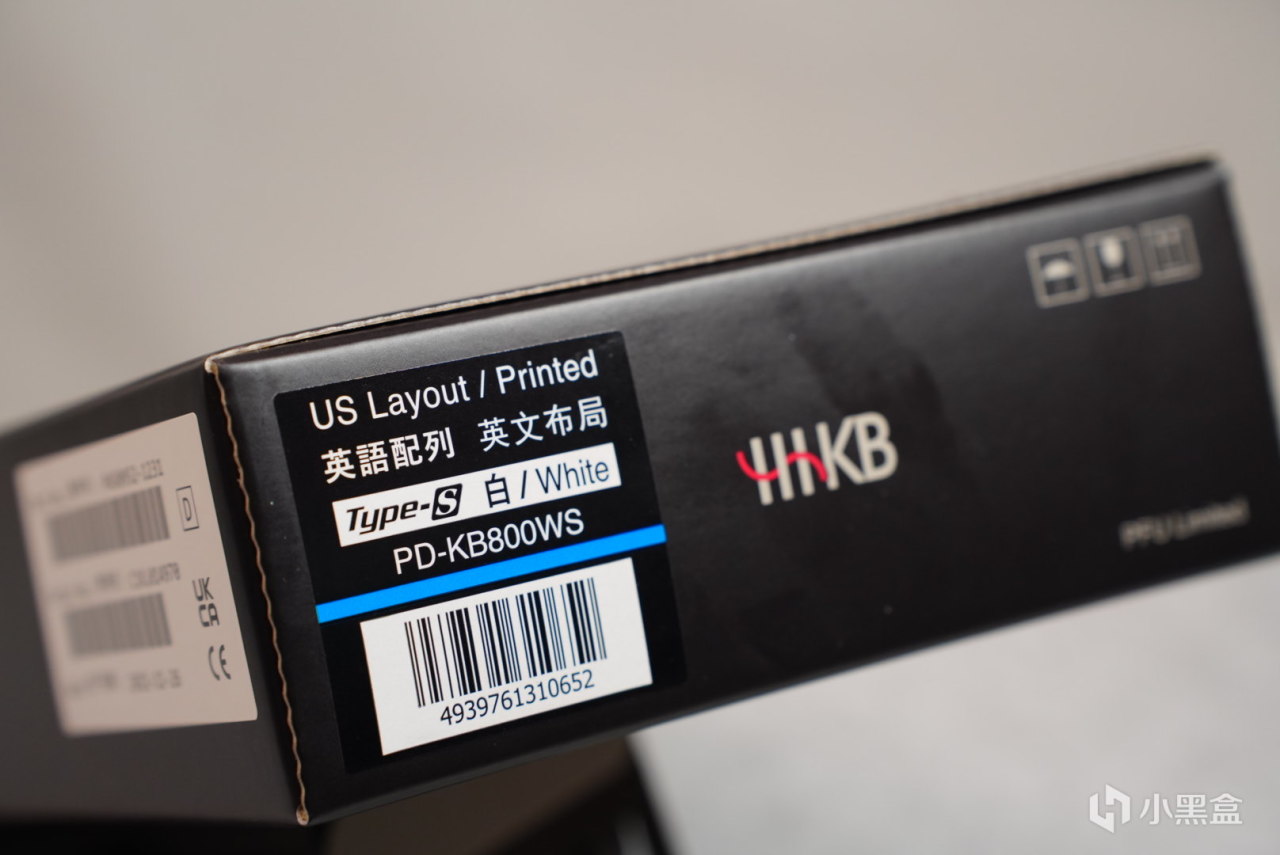 US Layout / Printed
英語配列 英文布局
Type-S 白 / White
PD-KB800WS
4939761310652
HHKB
PFU Limited
D
UK
CA
CE
小黑盒